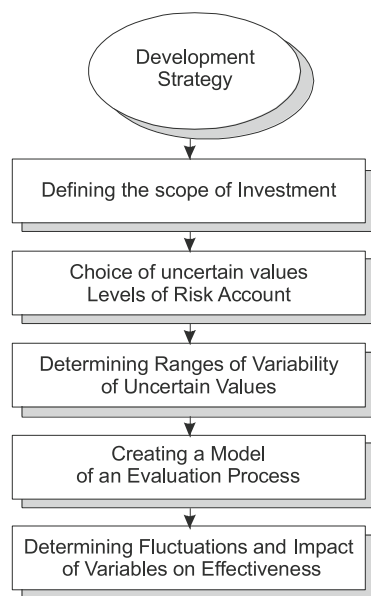 Development
Strategy
Defining the scope of Investment
Choice of uncertain values
Levels of Risk Account
Determining Ranges of Variability
of Uncertain Values
Creating a Model
of an Evaluation Process
Determining Fluctuations and Impact
of Variables on Effectiveness